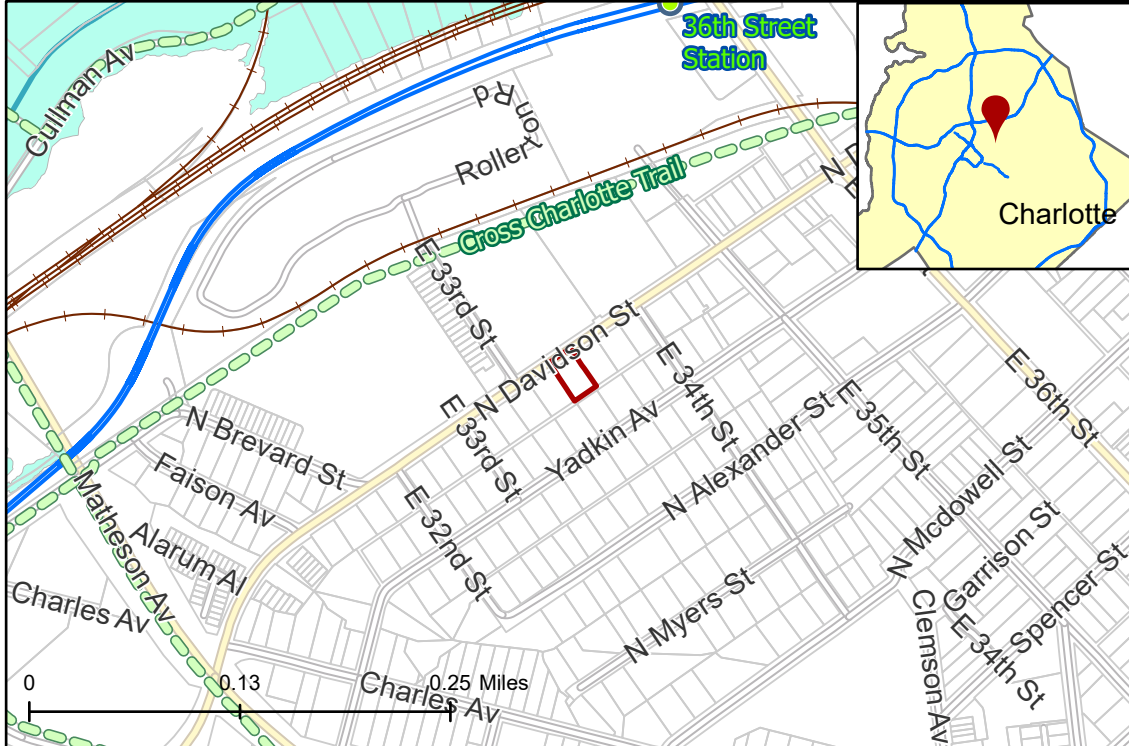 36th Street
Station
Cullman Av
Rollerton Rd
Cross Charlotte Trail
Charlotte
E 33rd St
N Davidson St
E 34th St
E 36th St
E 33rd St
Yadkin Av
E 35th St
N Alexander St
N Brevard St
Faison Av
E 32nd St
N Mcdowell St
Matheson Av
Alarum Al
Garrison St
Charles Av
N Myers St
Spencer St
Clemson Av
E 34th St
Charles Av
0
0.13
0.25 Miles